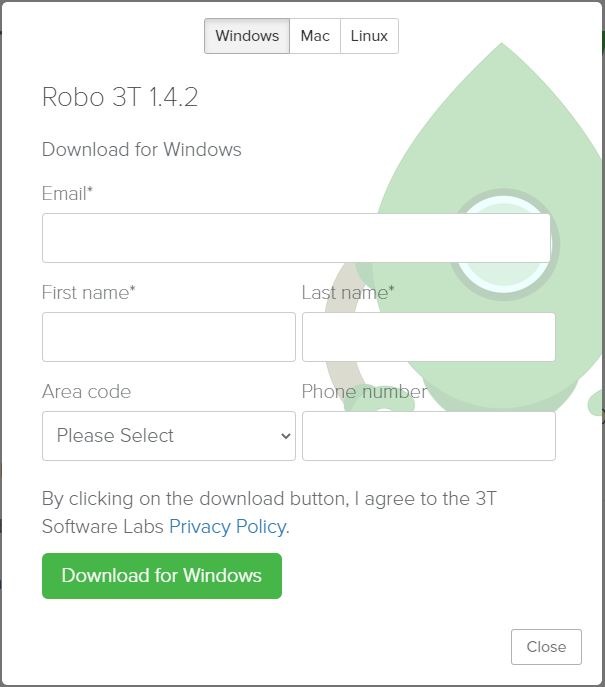 Windows Mac Linux
Robo 3T 1.4.2
Download for Windows
Email*
First name* Last name*
Area code Phone number
Please Select
By clicking on the download button, I agree to the 3T
Software Labs Privacy Policy.
Download for Windows
Close